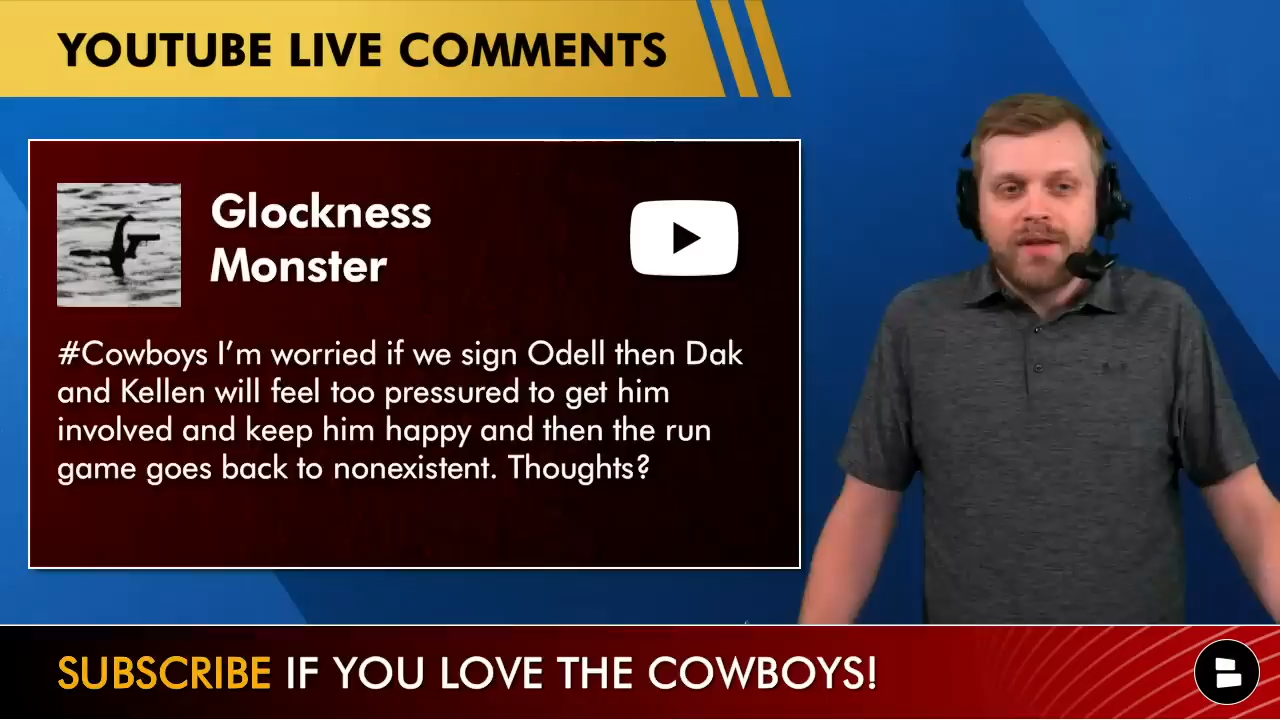 YOUTUBE LIVE COMMENTS
Glockness
Monster
#Cowboys I'm worried if we sign Odell then Dak
and Kellen will feel too pressured to get him
involved and keep him happy and then the run
game goes back to nonexistent. Thoughts?
SUBSCRIBE IF YOU LOVE THE COWBOYS!